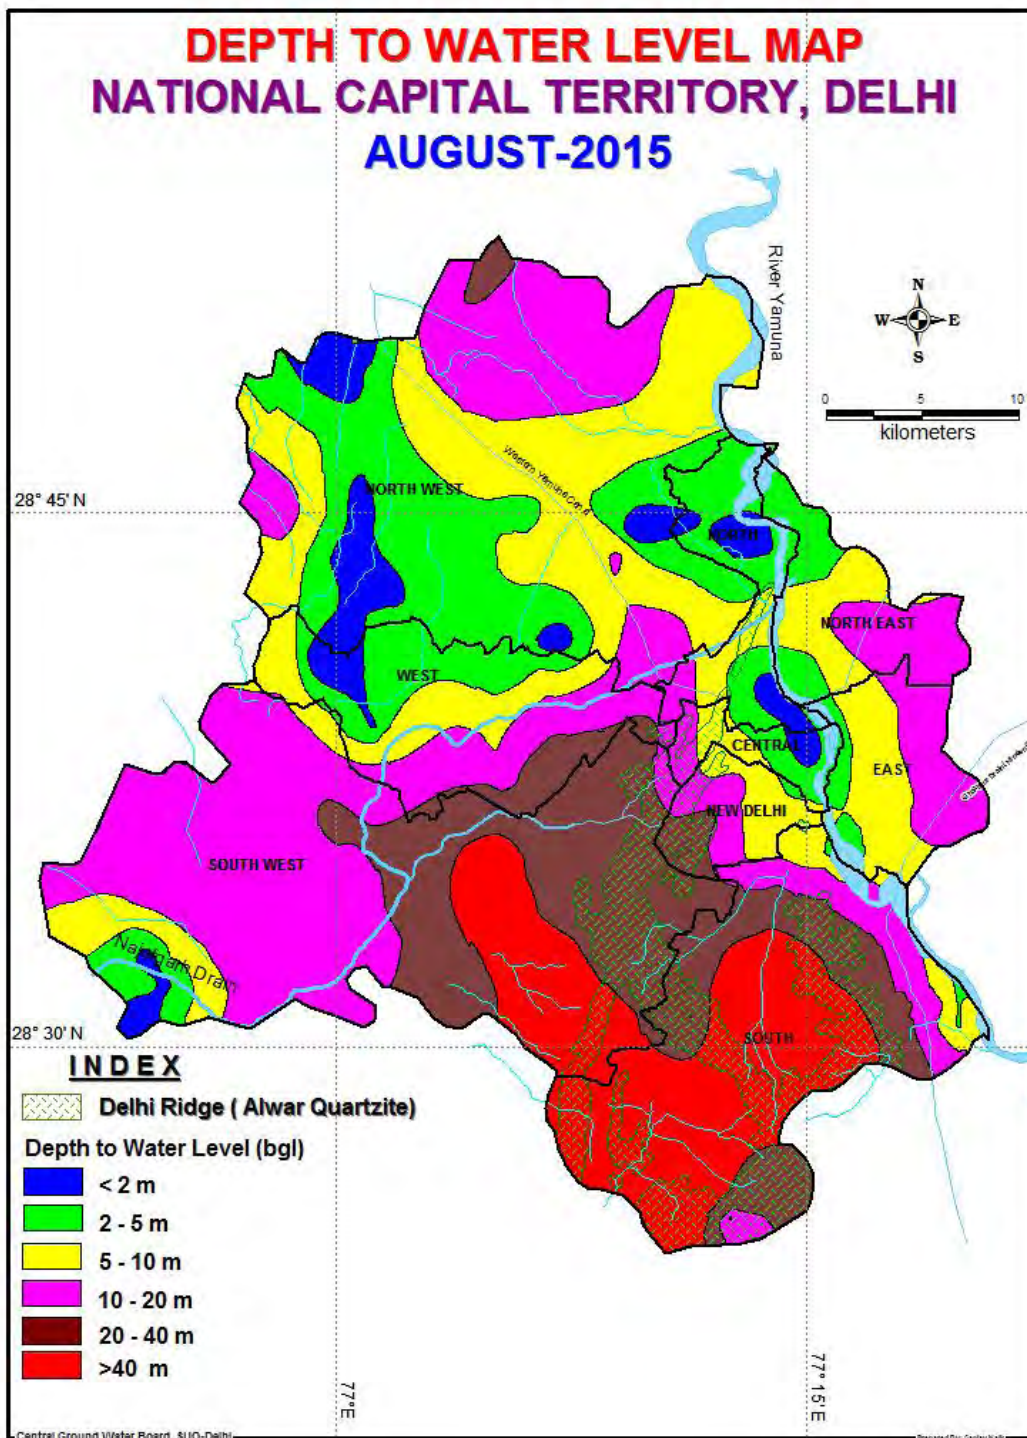 DEPTH TO WATER LEVEL MAP
NATIONAL CAPITAL TERRITORY, DELHI
AUGUST-2015
River Yamuna
N
W E
S
0 5 10
kilometers
28° 45' N
NORTH WEST
Western Yamuna Canal
NORTH
NORTH EAST
WEST
CENTRAL
EAST
NEW DELHI
SOUTH WEST
Najafgarh Drain
28° 30' N
SOUTH
INDEX
Delhi Ridge ( Alwar Quartzite)
Depth to Water Level (bgl)
< 2 m
2 - 5 m
5 - 10 m
10 - 20 m
20 - 40 m
>40 m
77° E
77° 15' E
Central Ground Water Board, SUO-Delhi